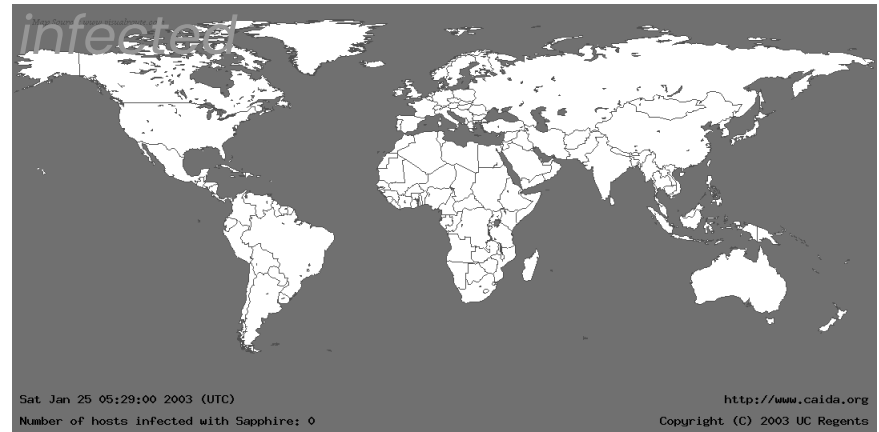 infected
Sat Jan 25 05:29:00 2003 (UTC)
http://www.caida.org
Number of hosts infected with Sapphire: 0
Copyright (C) 2003 UC Regents